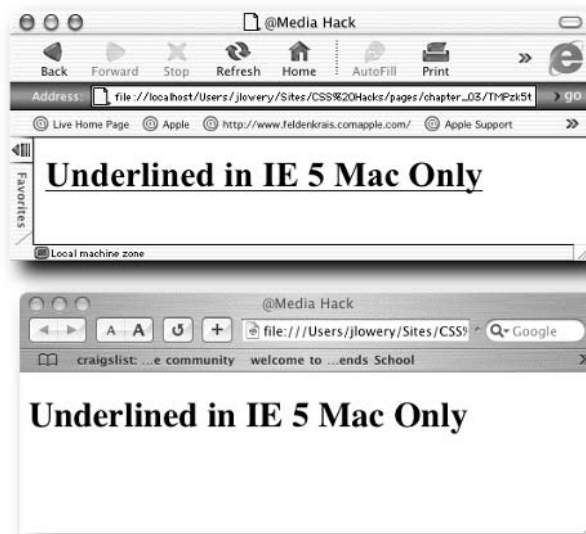 @Media Hack
Back Forward Stop Refresh Home AutoFill Print »
Address: file://localhost/Users/jlowery/Sites/CSS%20Hacks/pages/chapter_03/TMPzk5t go
Live Home Page Apple http://www.feldenkrais.comapple.com/ Apple Support »
Favorites
Underlined in IE 5 Mac Only
Local machine zone
@Media Hack
A A + file:///Users/jlowery/Sites/CSS% Google
craigslist: ...e community welcome to ...ends School
Underlined in IE 5 Mac Only